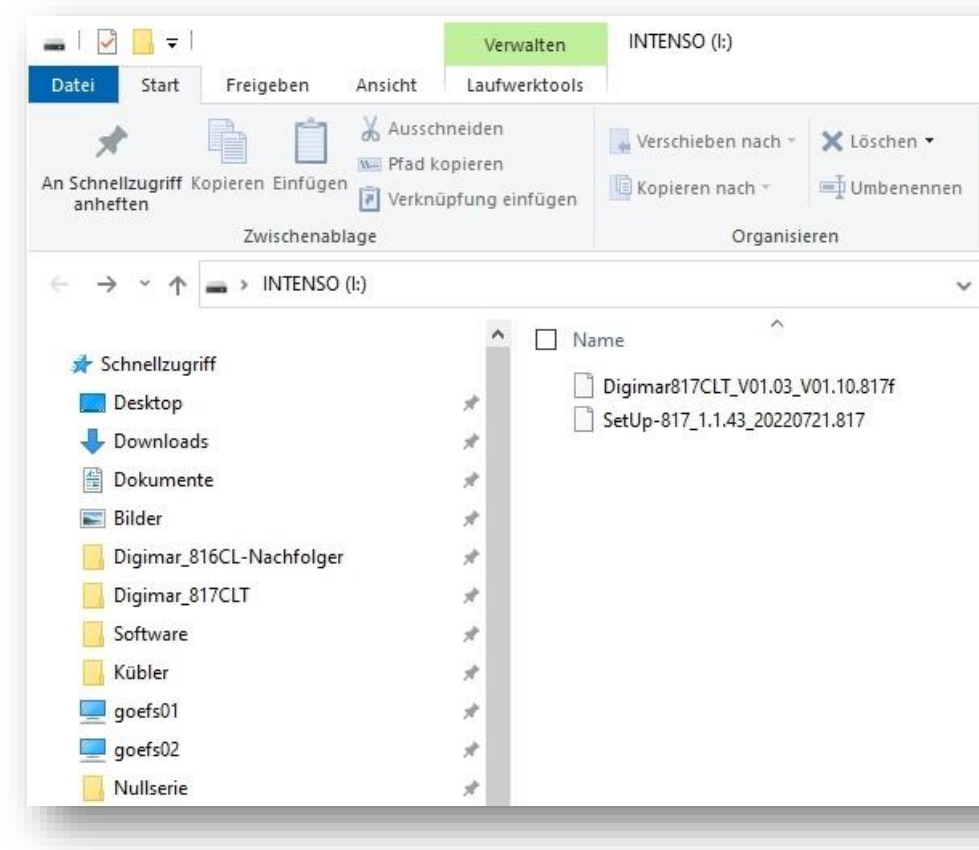 Verwalten
INTENSO (I:)
Datei
Start
Freigeben
Ansicht
Laufwerktools
An Schnellzugriff
anheften
Kopieren
Einfügen
Ausschneiden
Pfad kopieren
Verknüpfung einfügen
Zwischenablage
Verschieben nach
Kopieren nach
Löschen
Umbenennen
Organisieren
INTENSO (I:)
Schnellzugriff
Desktop
Downloads
Dokumente
Bilder
Digimar_816CL-Nachfolger
Digimar_817CLT
Software
Kübler
goefs01
goefs02
Nullserie
Name
Digimar817CLT_V01.03_V01.10.817f
SetUp-817_1.1.43_20220721.817